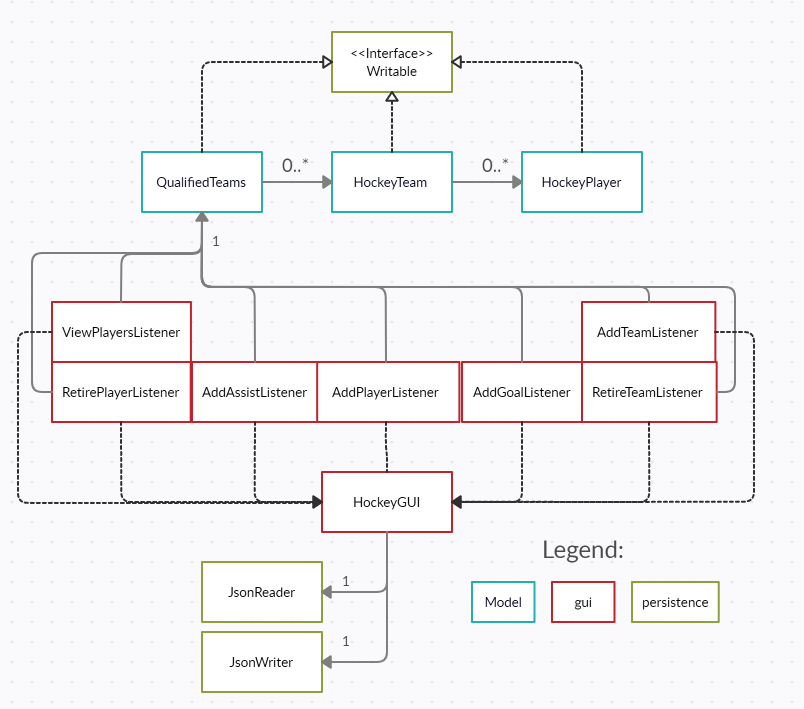 <<Interface>>
Writable
QualifiedTeams
0..*
HockeyTeam
0..*
HockeyPlayer
1
ViewPlayersListener
AddTeamListener
RetirePlayerListener
AddAssistListener
AddPlayerListener
AddGoalListener
RetireTeamListener
HockeyGUI
Legend:
JsonReader
1
Model
gui
persistence
1
JsonWriter